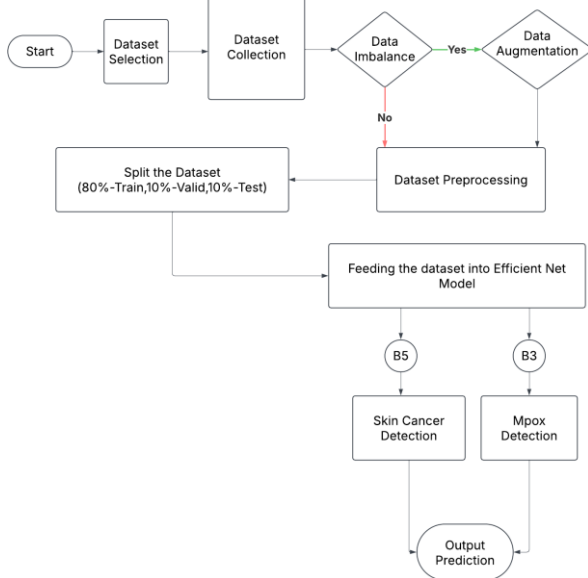 Start
Dataset
Selection
Dataset
Collection
Data
Imbalance
Yes
Data
Augmentation
No
Split the Dataset
(80%-Train,10%-Valid,10%-Test)
Dataset Preprocessing
Feeding the dataset into Efficient Net
Model
B5
B3
Skin Cancer
Detection
Mpox
Detection
Output
Prediction